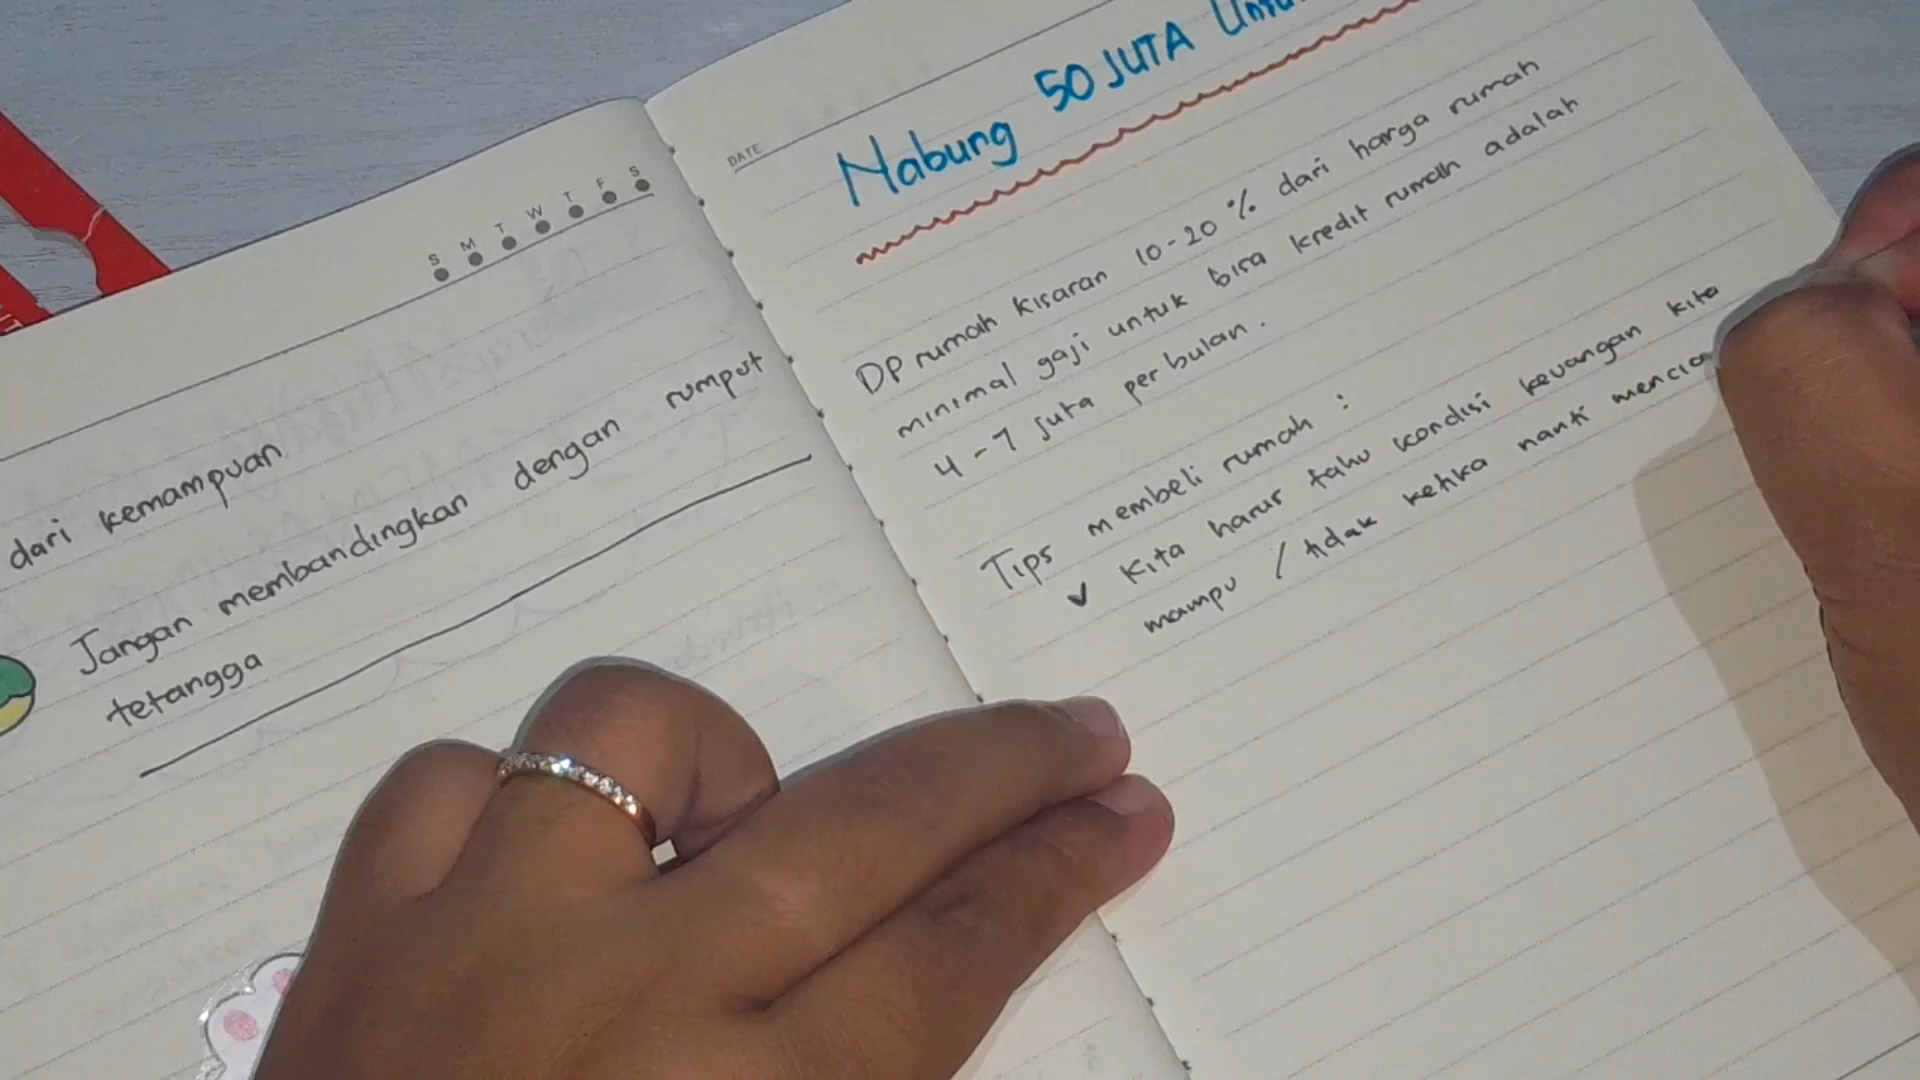 S M T W T F S
dari kemampuan
Jangan membandingkan dengan rumput
tetangga
DATE
Nabung 50 JUTA Untu
DP rumah kisaran 10-20 % dari harga rumah
minimal gaji untuk bisa kredit rumah adalah
4-7 juta per bulan.
Tips membeli rumah :
✓ Kita harus tahu kondisi keuangan kita
mampu / tidak ketika nanti mencic